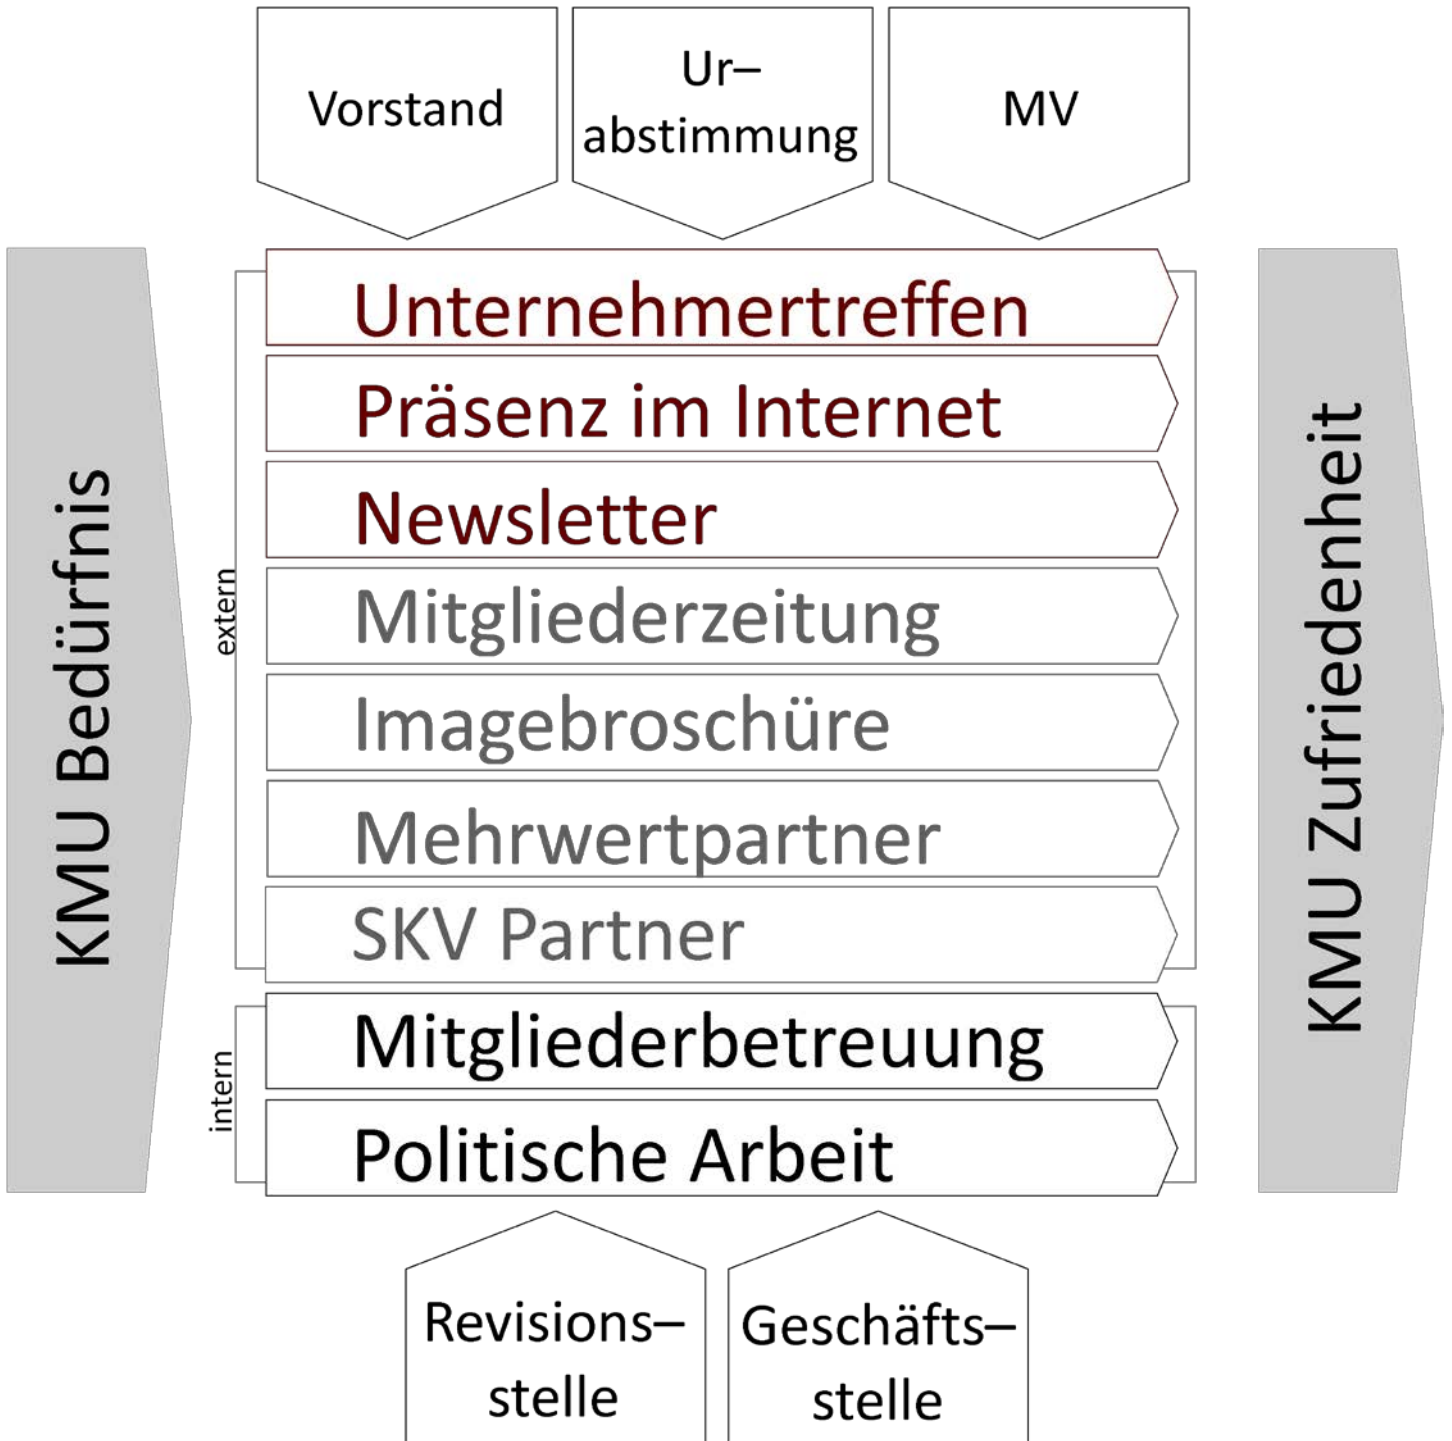 Vorstand
Ur–
abstimmung
MV
KMU Bedürfnis
extern
Unternehmertreffen
Präsenz im Internet
Newsletter
Mitgliederzeitung
Imagebroschüre
Mehrwertpartner
SKV Partner
intern
Mitgliederbetreuung
Politische Arbeit
KMU Zufriedenheit
Revisions–
stelle
Geschäfts–
stelle